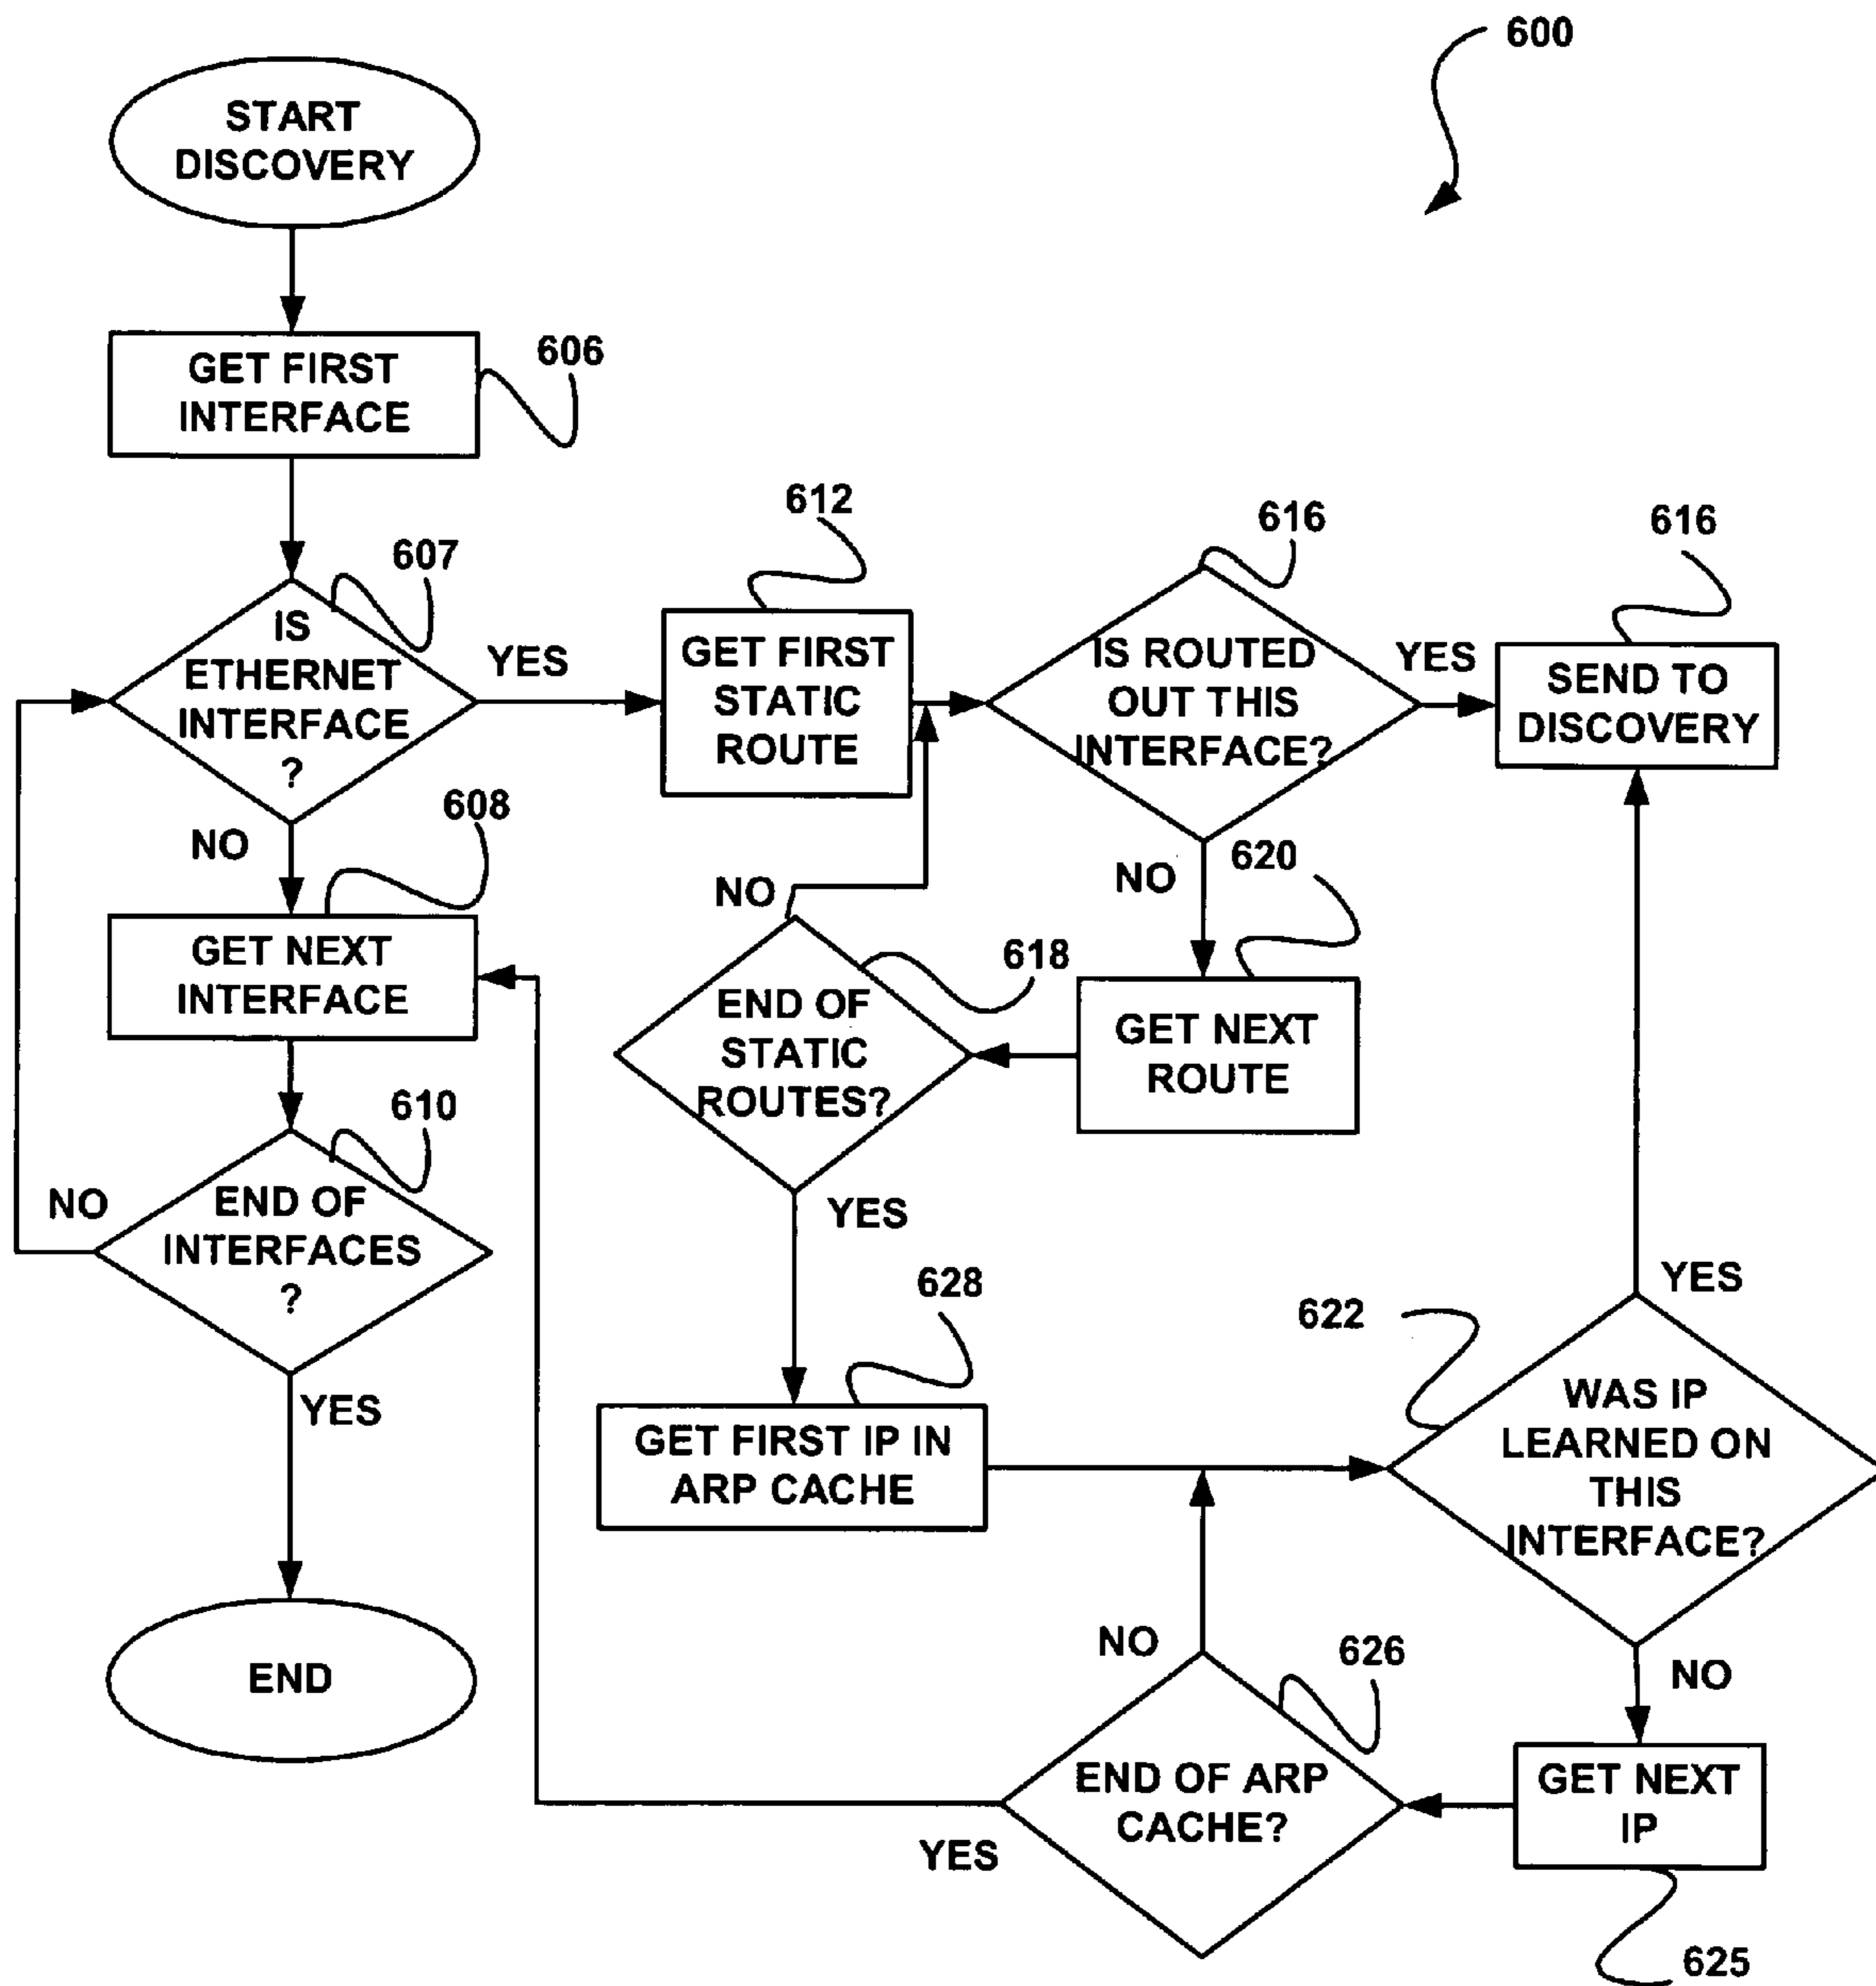 600
START
DISCOVERY
GET FIRST
INTERFACE
606
607
IS
ETHERNET
INTERFACE
?
YES
NO
608
GET NEXT
INTERFACE
610
END OF
INTERFACES
?
NO
YES
END
612
GET FIRST
STATIC
ROUTE
616
IS ROUTED
OUT THIS
INTERFACE?
YES
NO
616
SEND TO
DISCOVERY
620
GET NEXT
ROUTE
618
END OF
STATIC
ROUTES?
NO
YES
628
GET FIRST IP IN
ARP CACHE
622
WAS IP
LEARNED ON
THIS
INTERFACE?
YES
NO
GET NEXT
IP
625
626
END OF ARP
CACHE?
NO
YES